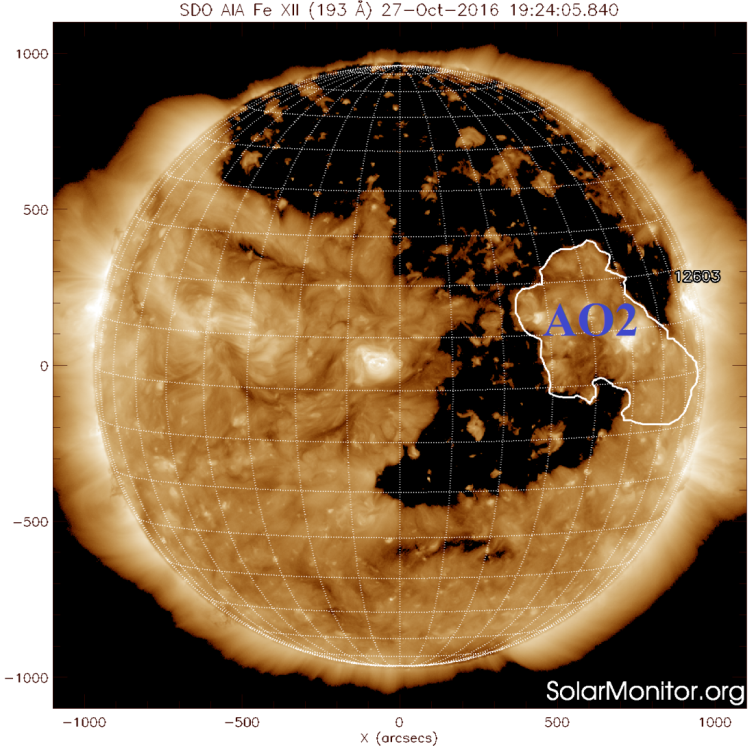 SDO AIA Fe XII (193 Å) 27-Oct-2016 19:24:05.840
1000
500
12603
AO2
0
-500
-1000
SolarMonitor.org
-1000 -500 0 500 1000
X (arcsecs)